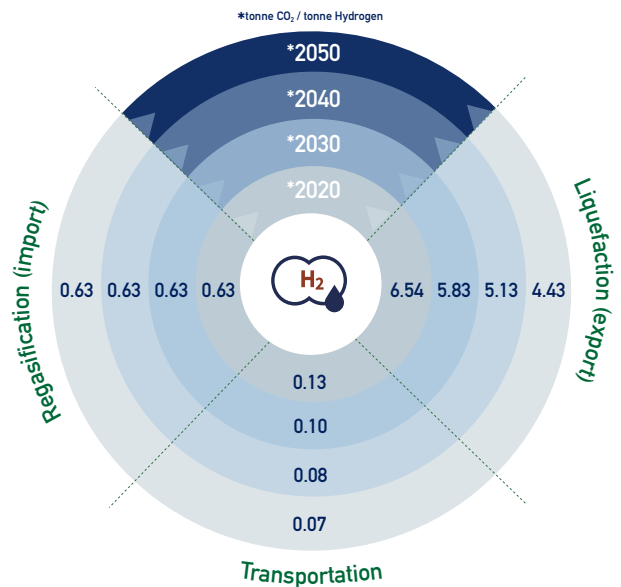 *tonne CO₂ / tonne Hydrogen
*2050
*2040
*2030
*2020
Regasification (import)
Liquefaction (export)
H₂
0.63 0.63 0.63 0.63
6.54 5.83 5.13 4.43
0.13
0.10
0.08
0.07
Transportation